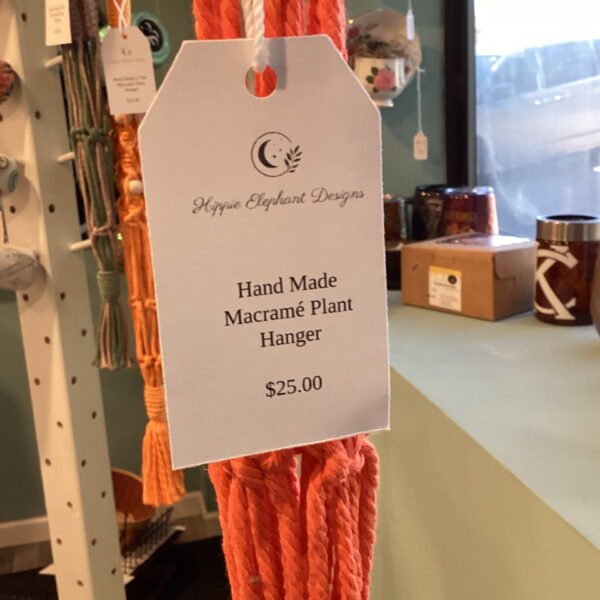 Hippie Elephant Designs
Hand Made
Macramé Plant
Hanger
$25.00